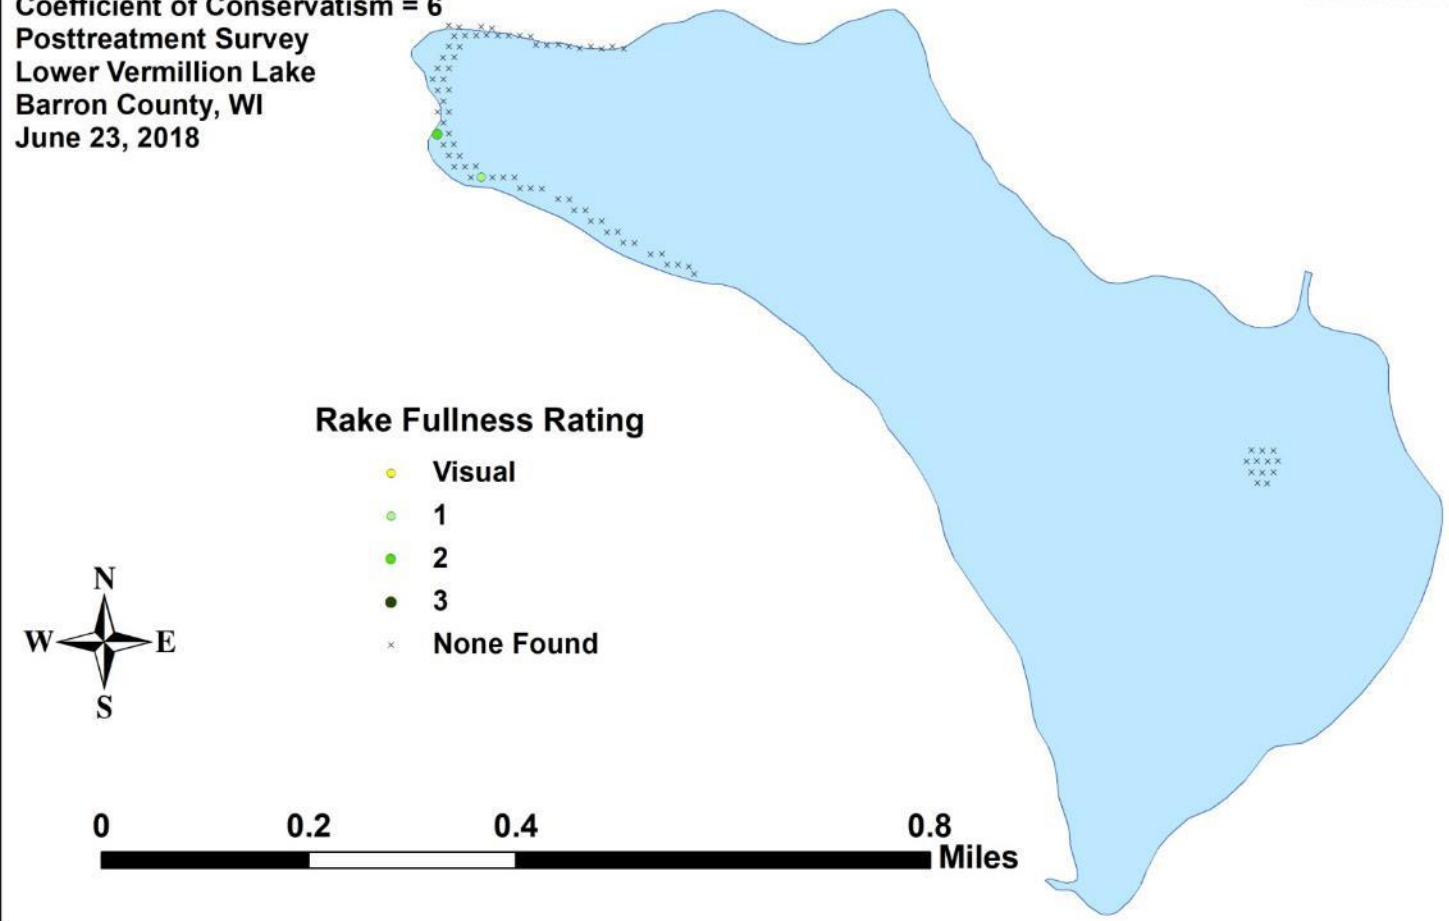 Coefficient of Conservatism = 6
Posttreatment Survey
Lower Vermillion Lake
Barron County, WI
June 23, 2018
Rake Fullness Rating
Visual
1
2
3
None Found
N
W E
S
0 0.2 0.4 0.8
Miles